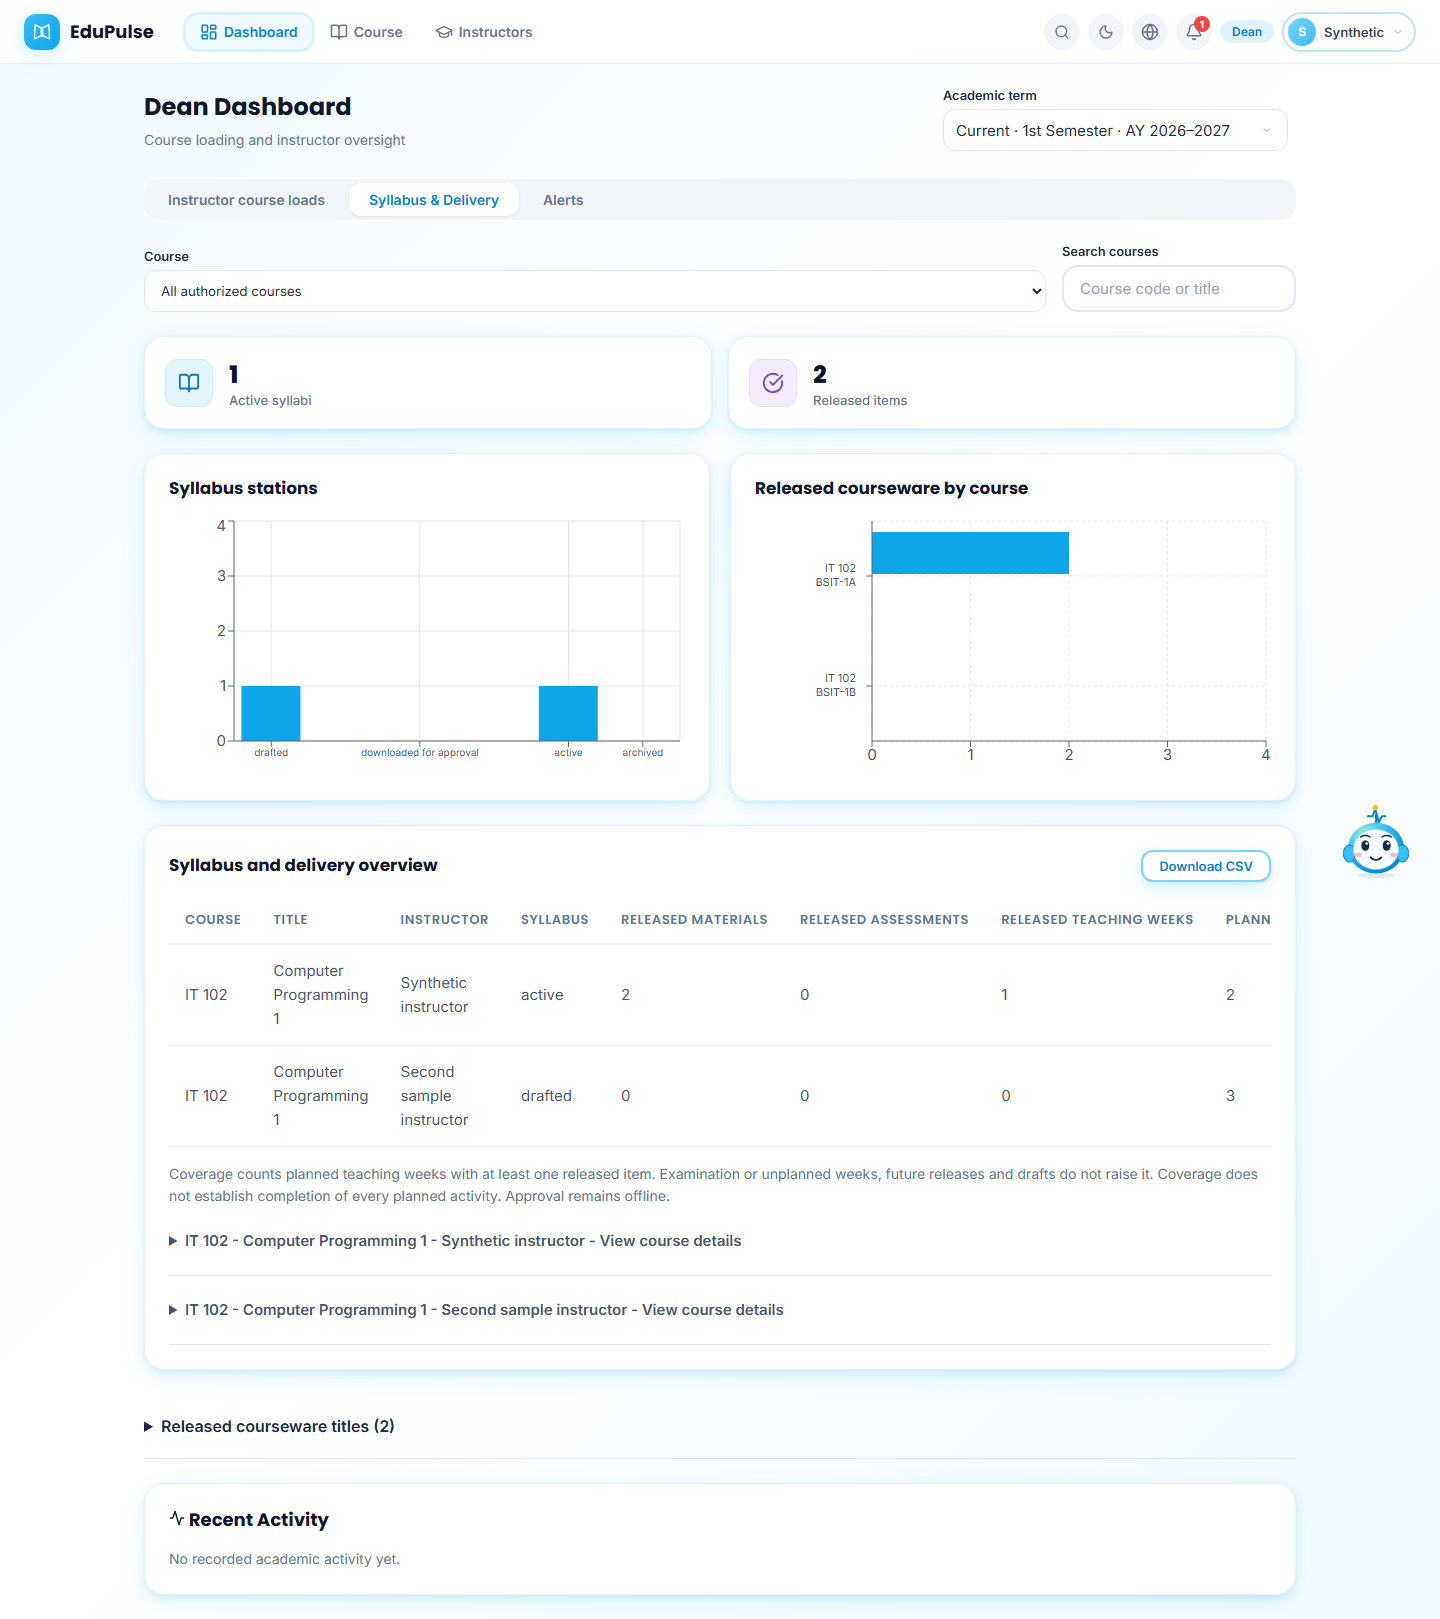 EduPulse
Dashboard
Course
Instructors
1
Dean
S
Synthetic
Dean Dashboard
Course loading and instructor oversight
Academic term
Current · 1st Semester · AY 2026–2027
Instructor course loads
Syllabus & Delivery
Alerts
Course
All authorized courses
Search courses
Course code or title
1
Active syllabi
2
Released items
Syllabus stations
4
3
2
1
0
drafted
downloaded for approval
active
archived
Released courseware by course
IT 102
BSIT-1A
IT 102
BSIT-1B
0
1
2
3
4
Syllabus and delivery overview
Download CSV
COURSE TITLE INSTRUCTOR SYLLABUS RELEASED MATERIALS RELEASED ASSESSMENTS RELEASED TEACHING WEEKS PLANN
IT 102
Computer
Programming
1
Synthetic
instructor
active
2
0
1
2
IT 102
Computer
Programming
1
Second
sample
instructor
drafted
0
0
0
3
Coverage counts planned teaching weeks with at least one released item. Examination or unplanned weeks, future releases and drafts do not raise it. Coverage does
not establish completion of every planned activity. Approval remains offline.
IT 102 - Computer Programming 1 - Synthetic instructor - View course details
IT 102 - Computer Programming 1 - Second sample instructor - View course details
Released courseware titles (2)
Recent Activity
No recorded academic activity yet.